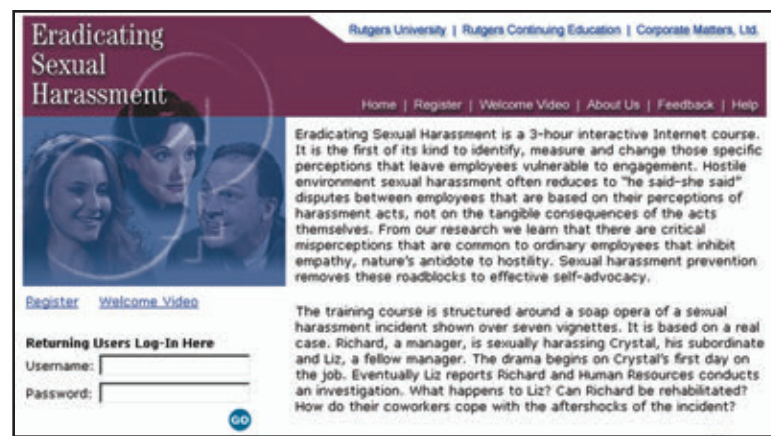 Eradicating
Sexual
Harassment
Rutgers University | Rutgers Continuing Education | Corporate Matters, Ltd.
Home | Register | Welcome Video | About Us | Feedback | Help
Eradicating Sexual Harassment is a 3-hour interactive Internet course.
It is the first of its kind to identify, measure and change those specific
perceptions that leave employees vulnerable to engagement. Hostile
environment sexual harassment often reduces to "he said-she said"
disputes between employees that are based on their perceptions of
harassment acts, not on the tangible consequences of the acts
themselves. From our research we learn that there are critical
misperceptions that are common to ordinary employees that inhibit
empathy, nature's antidote to hostility. Sexual harassment prevention
removes these roadblocks to effective self-advocacy.
The training course is structured around a soap opera of a sexual
harassment incident shown over seven vignettes. It is based on a real
case. Richard, a manager, is sexually harassing Crystal, his subordinate
and Liz, a fellow manager. The drama begins on Crystal's first day on
the job. Eventually Liz reports Richard and Human Resources conducts
an investigation. What happens to Liz? Can Richard be rehabilitated?
How do their coworkers cope with the aftershocks of the incident?
Register Welcome Video
Returning Users Log-In Here
Username:
Password:
GO